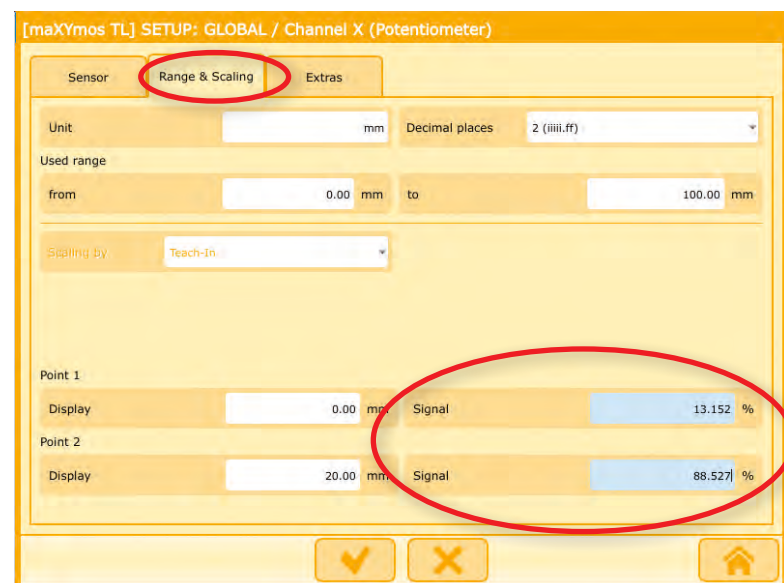 [maXYmos TL] SETUP: GLOBAL / Channel X (Potentiometer)
Sensor Range & Scaling Extras
Unit mm Decimal places 2 (iiiii.ff)
Used range
from 0.00 mm to 100.00 mm
Scaling by Teach-In
Point 1
Display 0.00 mm Signal 13.152 %
Point 2
Display 20.00 mm Signal 88.527 %